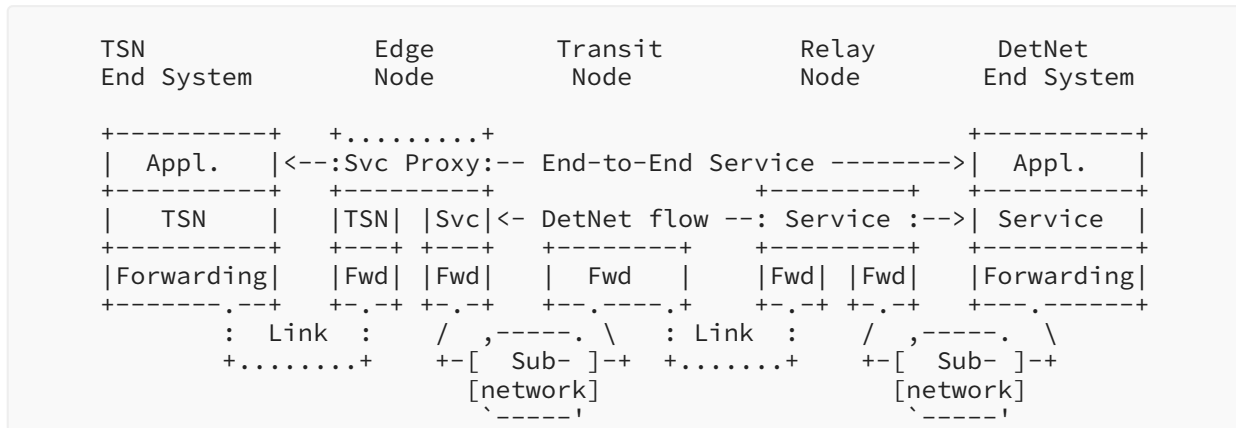 TSN                 Edge          Transit         Relay        DetNet
End System          Node           Node           Node         End System

+----------+   +.........+                                +----------+
|  Appl.   |<--:Svc Proxy:-- End-to-End Service -------->|  Appl.   |
+----------+   +---------+                  +---------+   +----------+
|   TSN    |   |TSN| |Svc|<- DetNet flow --: Service :-->| Service  |
+----------+   +---+ +---+   +--------+    +---------+   +----------+
|Forwarding|   |Fwd| |Fwd|   |  Fwd   |   |Fwd| |Fwd|    |Forwarding|
+-------.--+   +-.-+ +-.-+   +--.----.+   +-.-+ +-.-+    +---.------+
        :  Link  :    /  ,-----. \   : Link  :    /  ,-----.  \
        +........+    +-[  Sub- ]-+  +.......+    +-[  Sub- ]-+
                        [network]                   [network]
                         `-----'                     `-----'